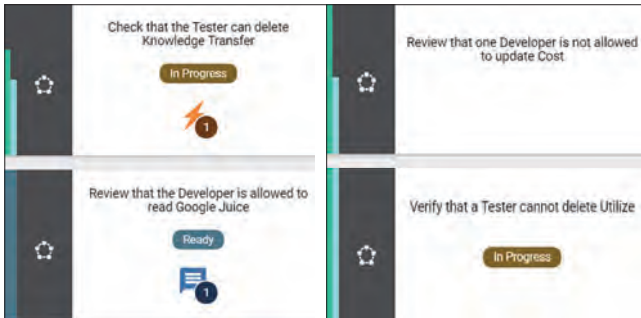 Check that the Tester can delete
Knowledge Transfer
In Progress
1
Review that the Developer is allowed to
read Google Juice
Ready
1
Review that one Developer is not allowed
to update Cost
Verify that a Tester cannot delete Utilize
In Progress